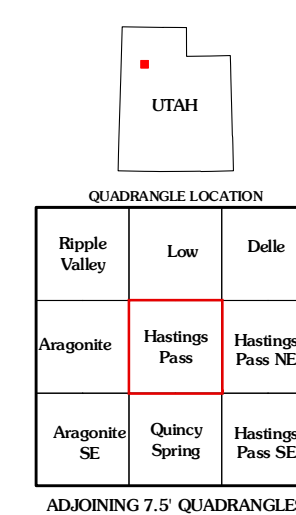 UTAH
QUADRANGLE LOCATION
Ripple
Valley
Low
Delle
Aragonite
Hastings
Pass
Hastings
Pass NE
Aragonite
SE
Quincy
Spring
Hastings
Pass SE
ADJOINING 7.5' QUADRANGLES